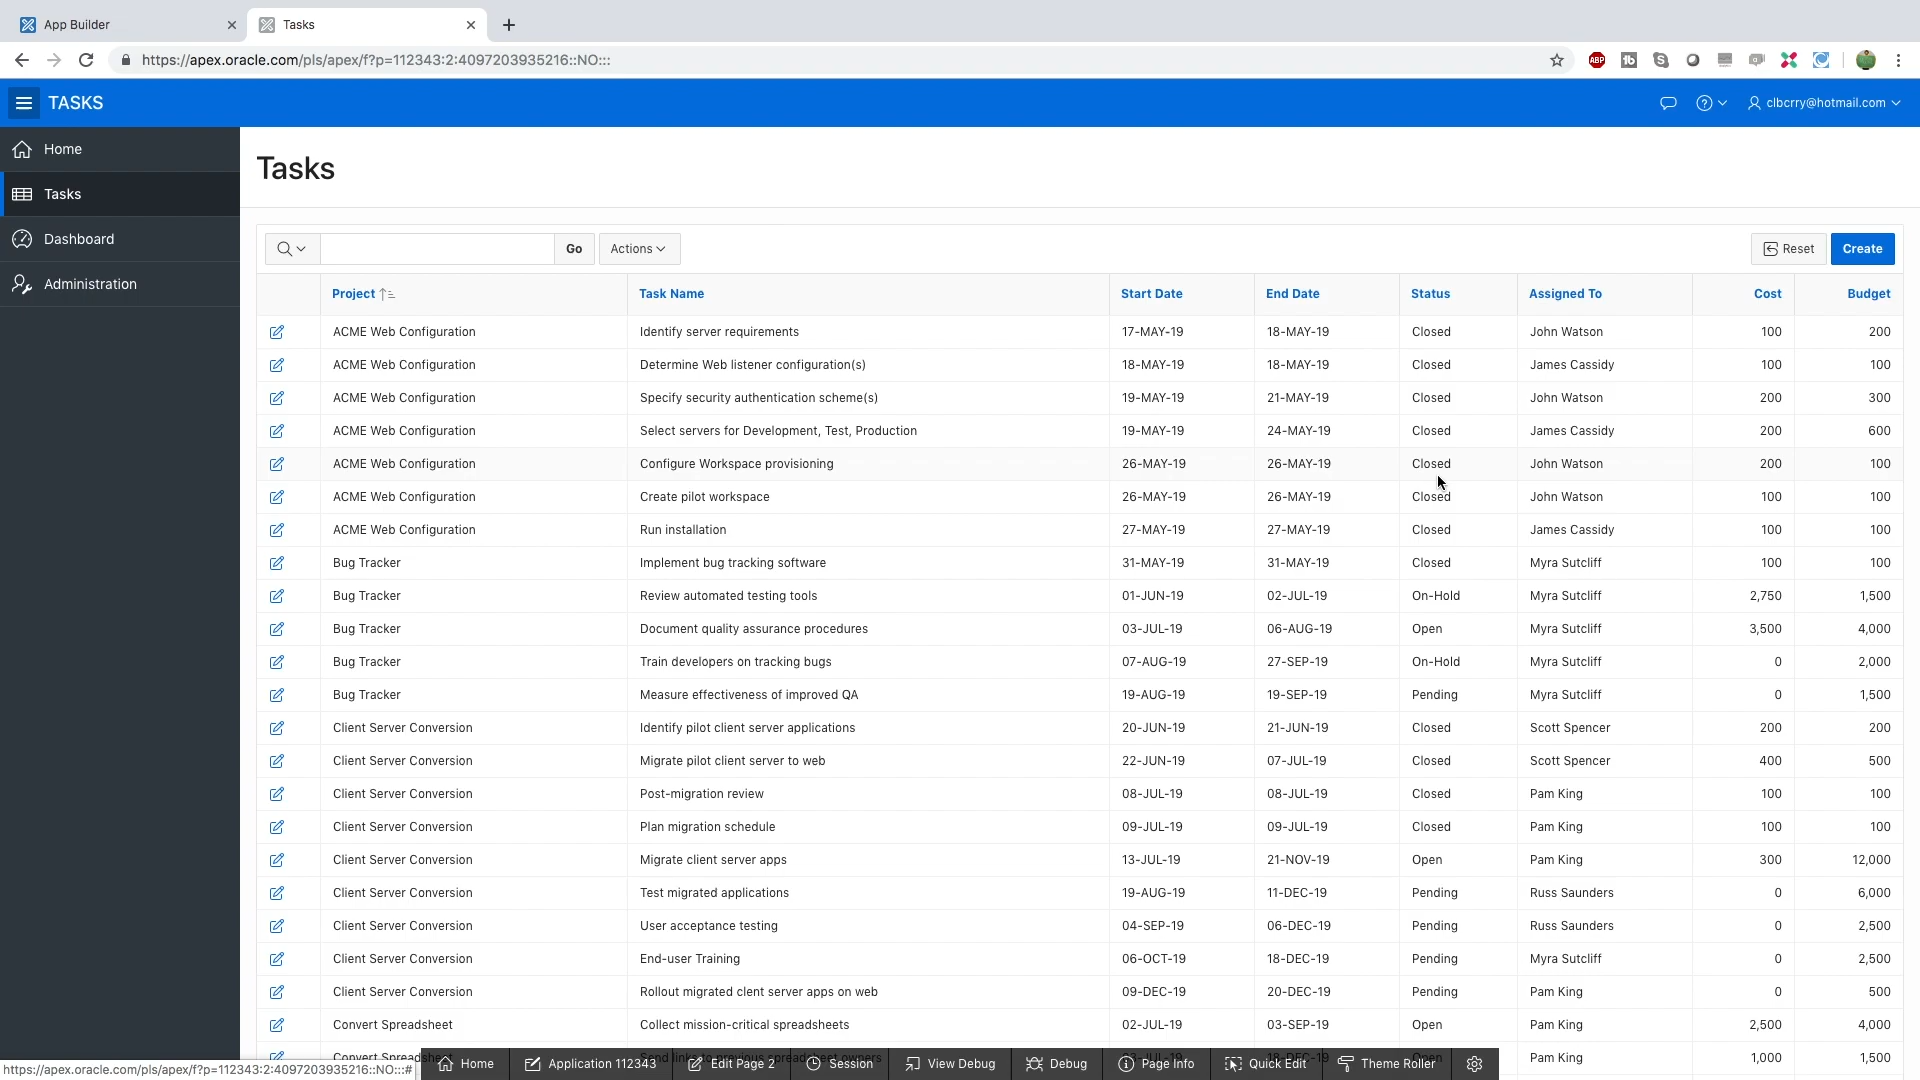 App Builder
Tasks
https://apex.oracle.com/pls/apex/f?p=112343:2:4097203935216::NO:::
ABP
TASKS
clbcrry@hotmail.com
Home
Tasks
Dashboard
Administration
Tasks
Go
Actions
Reset
Create
Project Task Name Start Date End Date Status Assigned To Cost Budget
ACME Web Configuration Identify server requirements 17-MAY-19 18-MAY-19 Closed John Watson 100 200
ACME Web Configuration Determine Web listener configuration(s) 18-MAY-19 18-MAY-19 Closed James Cassidy 100 100
ACME Web Configuration Specify security authentication scheme(s) 19-MAY-19 21-MAY-19 Closed John Watson 200 300
ACME Web Configuration Select servers for Development, Test, Production 19-MAY-19 24-MAY-19 Closed James Cassidy 200 600
ACME Web Configuration Configure Workspace provisioning 26-MAY-19 26-MAY-19 Closed John Watson 200 100
ACME Web Configuration Create pilot workspace 26-MAY-19 26-MAY-19 Closed John Watson 100 100
ACME Web Configuration Run installation 27-MAY-19 27-MAY-19 Closed James Cassidy 100 100
Bug Tracker Implement bug tracking software 31-MAY-19 31-MAY-19 Closed Myra Sutcliff 100 100
Bug Tracker Review automated testing tools 01-JUN-19 02-JUL-19 On-Hold Myra Sutcliff 2,750 1,500
Bug Tracker Document quality assurance procedures 03-JUL-19 06-AUG-19 Open Myra Sutcliff 3,500 4,000
Bug Tracker Train developers on tracking bugs 07-AUG-19 27-SEP-19 On-Hold Myra Sutcliff 0 2,000
Bug Tracker Measure effectiveness of improved QA 19-AUG-19 19-SEP-19 Pending Myra Sutcliff 0 1,500
Client Server Conversion Identify pilot client server applications 20-JUN-19 21-JUN-19 Closed Scott Spencer 200 200
Client Server Conversion Migrate pilot client server to web 22-JUN-19 07-JUL-19 Closed Scott Spencer 400 500
Client Server Conversion Post-migration review 08-JUL-19 08-JUL-19 Closed Pam King 100 100
Client Server Conversion Plan migration schedule 09-JUL-19 09-JUL-19 Closed Pam King 100 100
Client Server Conversion Migrate client server apps 13-JUL-19 21-NOV-19 Open Pam King 300 12,000
Client Server Conversion Test migrated applications 19-AUG-19 11-DEC-19 Pending Russ Saunders 0 6,000
Client Server Conversion User acceptance testing 04-SEP-19 06-DEC-19 Pending Russ Saunders 0 2,500
Client Server Conversion End-user Training 06-OCT-19 18-DEC-19 Pending Myra Sutcliff 0 2,500
Client Server Conversion Rollout migrated clent server apps on web 09-DEC-19 20-DEC-19 Pending Pam King 0 500
Convert Spreadsheet Collect mission-critical spreadsheets 02-JUL-19 03-SEP-19 Open Pam King 2,500 4,000
Convert Spreadsheet Send links to previous spreadsheet owners Open Pam King 1,000 1,500
https://apex.oracle.com/pls/apex/f?p=112343:2:4097203935216::NO:::#
Home Application 112343 Edit Page 2 Session View Debug Debug Page Info Quick Edit Theme Roller